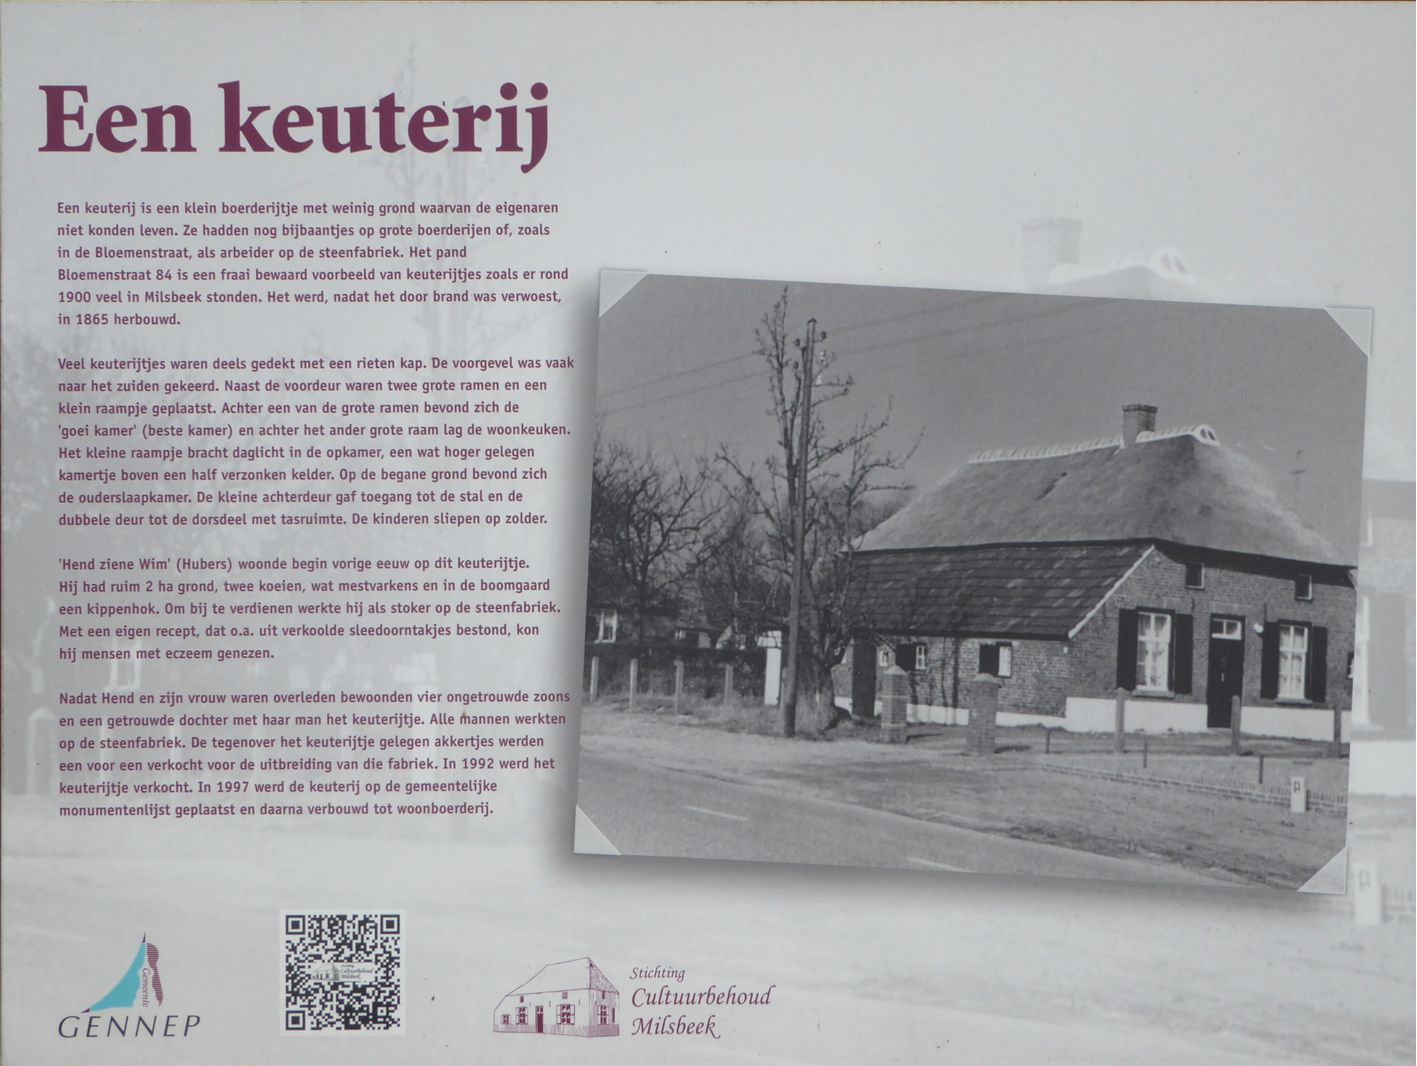 Een keuterij
Een keuterij is een klein boerderijtje met weinig grond waarvan de eigenaren
niet konden leven. Ze hadden nog bijbaantjes op grote boerderijen of, zoals
in de Bloemenstraat, als arbeider op de steenfabriek. Het pand
Bloemenstraat 84 is een fraai bewaard voorbeeld van keuterijtjes zoals er rond
1900 veel in Milsbeek stonden. Het werd, nadat het door brand was verwoest,
in 1865 herbouwd.
Veel keuterijtjes waren deels gedekt met een rieten kap. De voorgevel was vaak
naar het zuiden gekeerd. Naast de voordeur waren twee grote ramen en een
klein raampje geplaatst. Achter een van de grote ramen bevond zich de
'goei kamer' (beste kamer) en achter het ander grote raam lag de woonkeuken.
Het kleine raampje bracht daglicht in de opkamer, een wat hoger gelegen
kamertje boven een half verzonken kelder. Op de begane grond bevond zich
de ouderslaapkamer. De kleine achterdeur gaf toegang tot de stal en de
dubbele deur tot de dorsdeel met tasruimte. De kinderen sliepen op zolder.
'Hend ziene Wim' (Hubers) woonde begin vorige eeuw op dit keuterijtje.
Hij had ruim 2 ha grond, twee koeien, wat mestvarkens en in de boomgaard
een kippenhok. Om bij te verdienen werkte hij als stoker op de steenfabriek.
Met een eigen recept, dat o.a. uit verkoolde sleedoorntakjes bestond, kon
hij mensen met eczeem genezen.
Nadat Hend en zijn vrouw waren overleden bewoonden vier ongetrouwde zoons
en een getrouwde dochter met haar man het keuterijtje. Alle mannen werkten
op de steenfabriek. De tegenover het keuterijtje gelegen akkertjes werden
een voor een verkocht voor de uitbreiding van die fabriek. In 1992 werd het
keuterijtje verkocht. In 1997 werd de keuterij op de gemeentelijke
monumentenlijst geplaatst en daarna verbouwd tot woonboerderij.
Gemeente
GENNEP
Stichting
Cultuurbehoud
Milsbeek
Stichting
Cultuurbehoud
Milsbeek